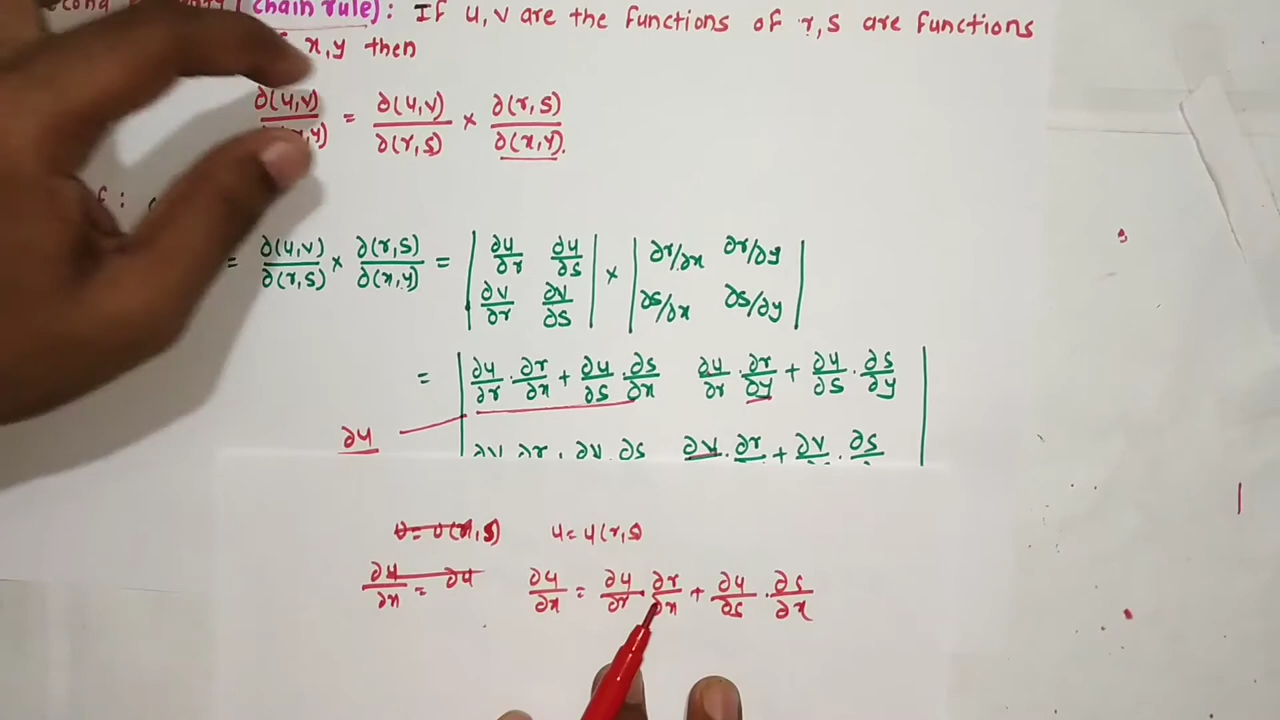 (chain rule): If u,v are the functions of r,s are functions
x,y then
∂(u,v) = ∂(u,v)/∂(r,s) × ∂(r,s)/∂(x,y).
= ∂(u,v)/∂(r,s) × ∂(r,s)/∂(x,y) = | ∂u/∂r ∂u/∂s | × | ∂r/∂x ∂r/∂y |
| ∂v/∂r ∂v/∂s | | ∂s/∂x ∂s/∂y |
= | ∂u/∂r · ∂r/∂x + ∂u/∂s · ∂s/∂x ∂u/∂r · ∂r/∂y + ∂u/∂s · ∂s/∂y |
∂u
∂v ∂r ∂v ∂s ∂v · ∂r + ∂v · ∂s
u = u(r,s)
∂u/∂x = ∂u ∂u/∂x = ∂u/∂r · ∂r/∂x + ∂u/∂s · ∂s/∂x